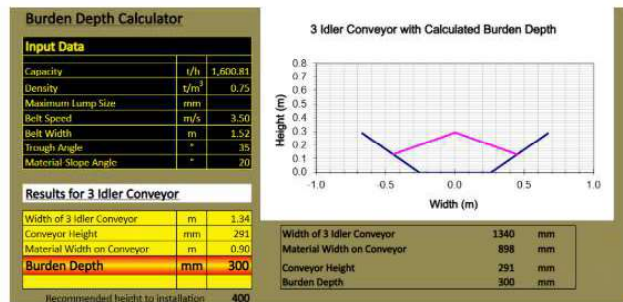 Burden Depth Calculator
Input Data
Capacity t/h 1,600.81
Density t/m³ 0.75
Maximum Lump Size mm
Belt Speed m/s 3.50
Belt Width m 1.52
Trough Angle ° 35
Material Slope Angle ° 20
Results for 3 Idler Conveyor
Width of 3 Idler Conveyor m 1.34
Conveyor Height mm 291
Material Width on Conveyor m 0.90
Burden Depth mm 300
Recommended height to installation 400
3 Idler Conveyor with Calculated Burden Depth
Height (m)
0.8
0.7
0.6
0.5
0.4
0.3
0.2
0.1
0.0
-1.0 -0.5 0.0 0.5 1.0
Width (m)
Width of 3 Idler Conveyor 1340 mm
Material Width on Conveyor 898 mm
Conveyor Height 291 mm
Burden Depth 300 mm